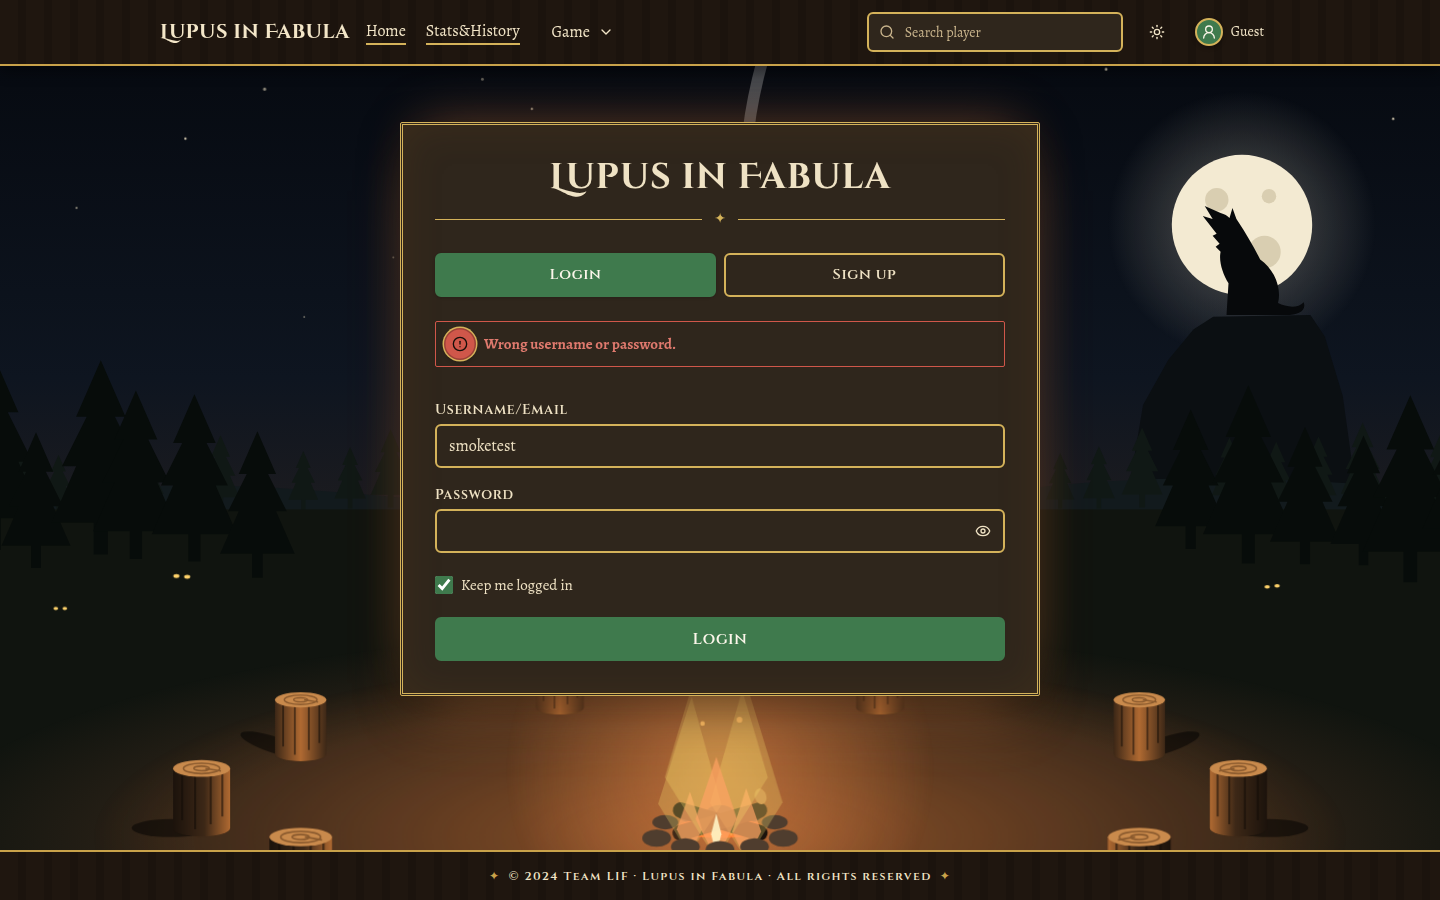 Lupus in Fabula Home Stats&History Game Search player Guest
Lupus in Fabula
✦
Login Sign up
Wrong username or password.
Username/Email
smoketest
Password
Keep me logged in
Login
✦ © 2024 Team LIF · Lupus in Fabula · All rights reserved ✦